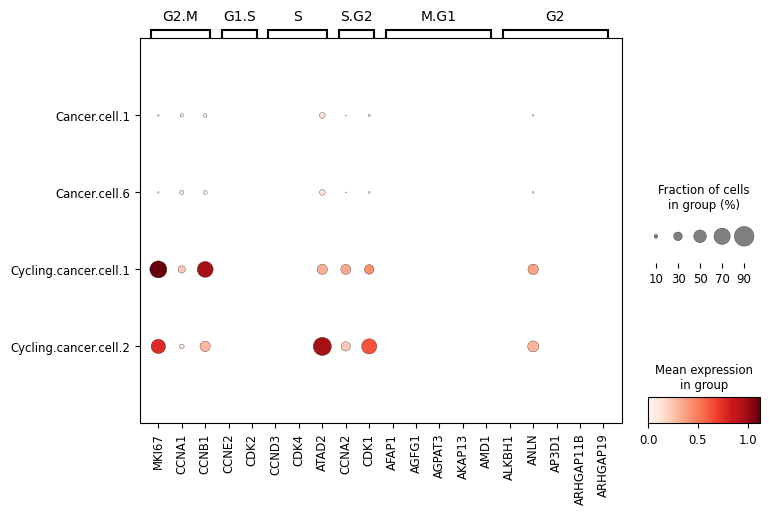 G2.M G1.S S S.G2 M.G1 G2
Cancer.cell.1
Cancer.cell.6
Cycling.cancer.cell.1
Cycling.cancer.cell.2
MKI67 CCNA1 CCNB1 CCNE2 CDK2 CCND3 CDK4 ATAD2 CCNA2 CDK1 AFAP1 AGFG1 AGPAT3 AKAP13 AMD1 ALKBH1 ANLN AP3D1 ARHGAP11B ARHGAP19
Fraction of cells
in group (%)
10 30 50 70 90
Mean expression
in group
0.0 0.5 1.0